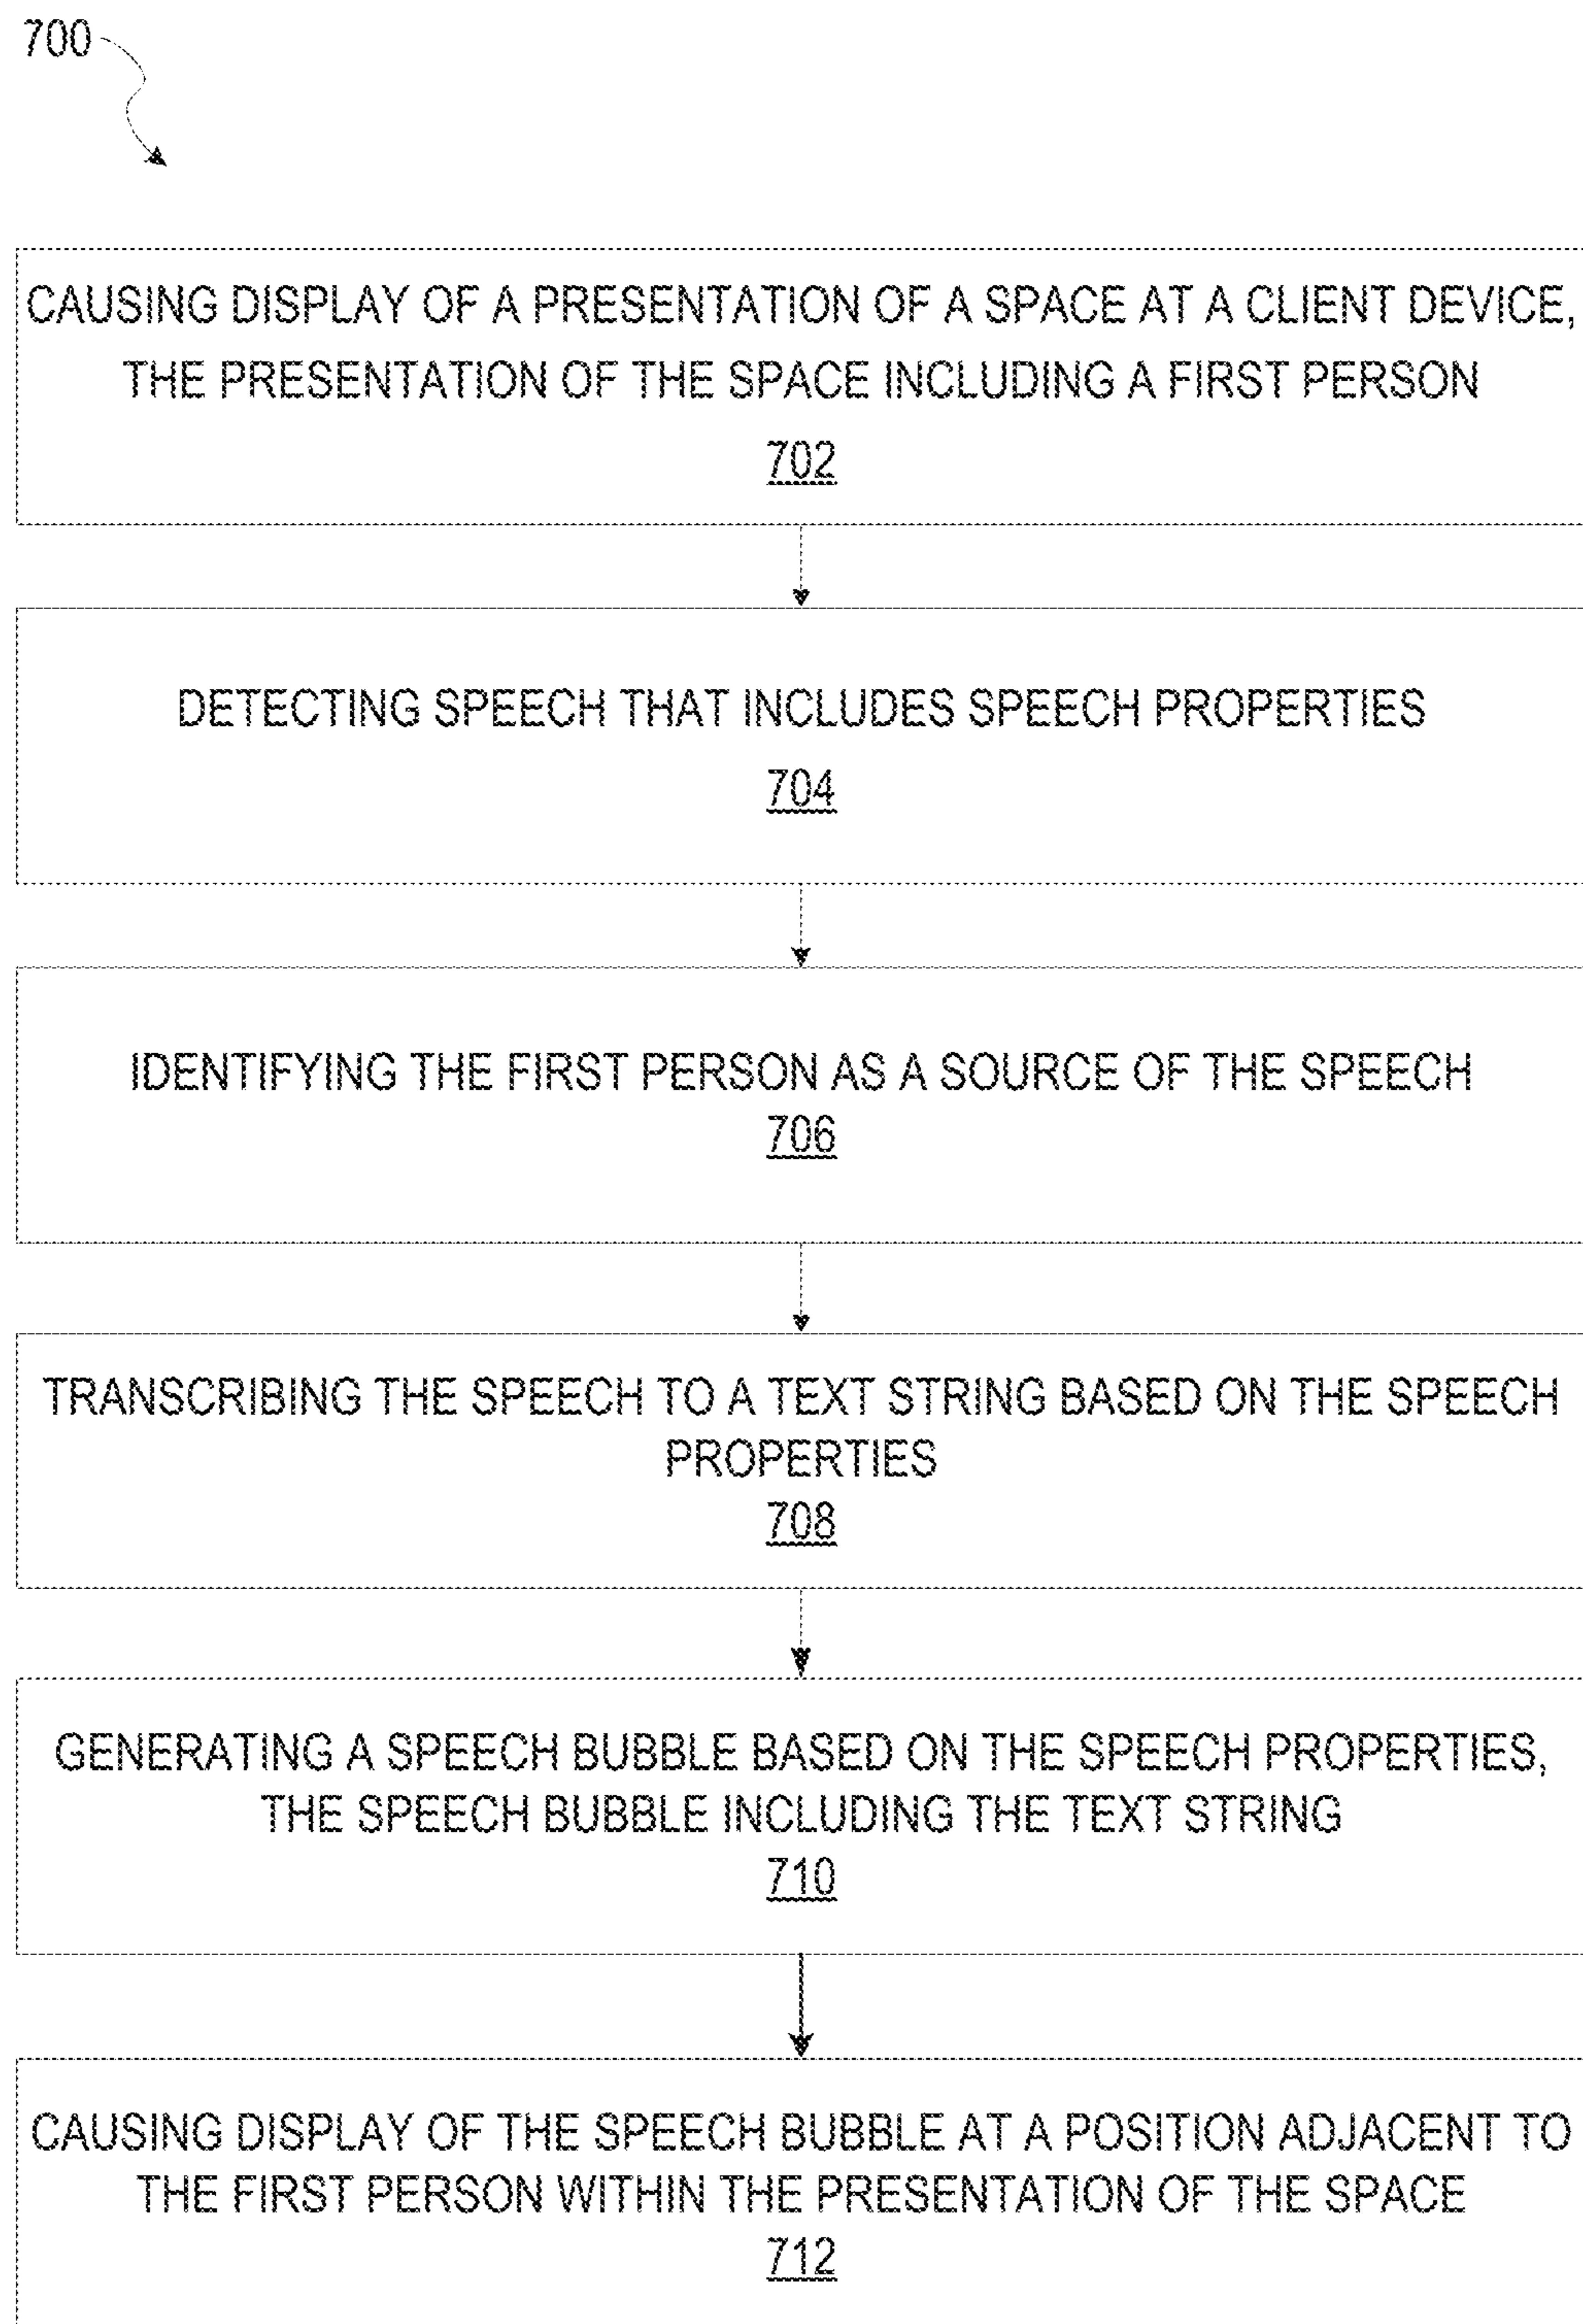 700
CAUSING DISPLAY OF A PRESENTATION OF A SPACE AT A CLIENT DEVICE,
THE PRESENTATION OF THE SPACE INCLUDING A FIRST PERSON
702
DETECTING SPEECH THAT INCLUDES SPEECH PROPERTIES
704
IDENTIFYING THE FIRST PERSON AS A SOURCE OF THE SPEECH
706
TRANSCRIBING THE SPEECH TO A TEXT STRING BASED ON THE SPEECH
PROPERTIES
708
GENERATING A SPEECH BUBBLE BASED ON THE SPEECH PROPERTIES,
THE SPEECH BUBBLE INCLUDING THE TEXT STRING
710
CAUSING DISPLAY OF THE SPEECH BUBBLE AT A POSITION ADJACENT TO
THE FIRST PERSON WITHIN THE PRESENTATION OF THE SPACE
712